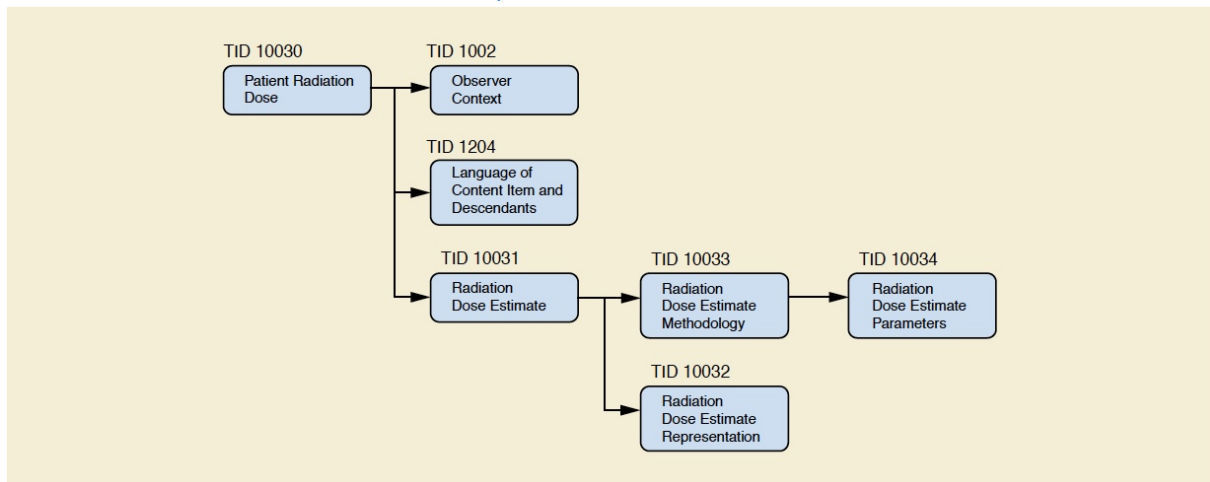 TID 10030
Patient Radiation
Dose
TID 1002
Observer
Context
TID 1204
Language of
Content Item and
Descendants
TID 10031
Radiation
Dose Estimate
TID 10033
Radiation
Dose Estimate
Methodology
TID 10034
Radiation
Dose Estimate
Parameters
TID 10032
Radiation
Dose Estimate
Representation